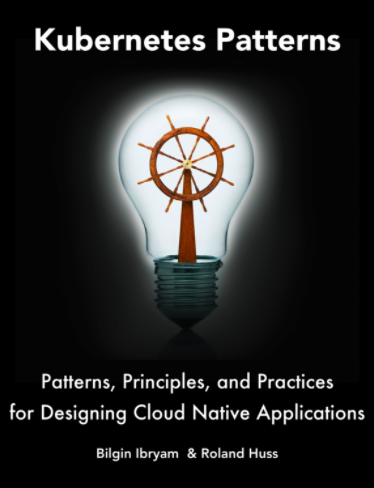 Kubernetes Patterns
Patterns, Principles, and Practices
for Designing Cloud Native Applications
Bilgin Ibryam & Roland Huss